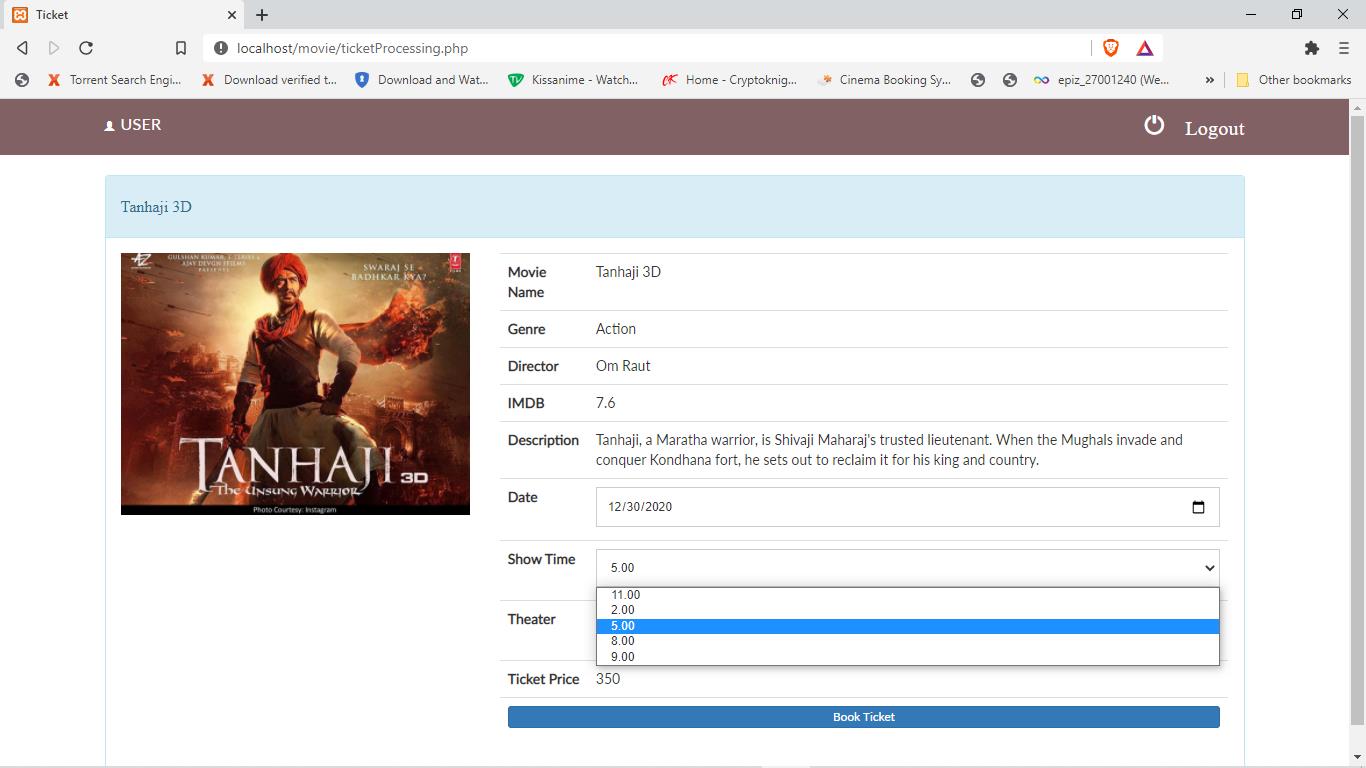 Ticket
localhost/movie/ticketProcessing.php
Torrent Search Engi...
Download verified t...
Download and Wat...
Kissanime - Watch...
Home - Cryptoknig...
Cinema Booking Sy...
epiz_27001240 (We...
»
Other bookmarks
USER
Logout
Tanhaji 3D
GULSHAN KUMAR, T-SERIES &
AJAY DEVGN FFILMS
PRESENTS
SWARAJ SE
BADHKAR KYA?
TANHAJI 3D
The Unsung Warrior
Photo Courtesy: Instagram
Movie Name Tanhaji 3D
Genre Action
Director Om Raut
IMDB 7.6
Description Tanhaji, a Maratha warrior, is Shivaji Maharaj's trusted lieutenant. When the Mughals invade and
conquer Kondhana fort, he sets out to reclaim it for his king and country.
Date 12/30/2020
Show Time 5.00
11.00
2.00
5.00
8.00
9.00
Theater
Ticket Price 350
Book Ticket